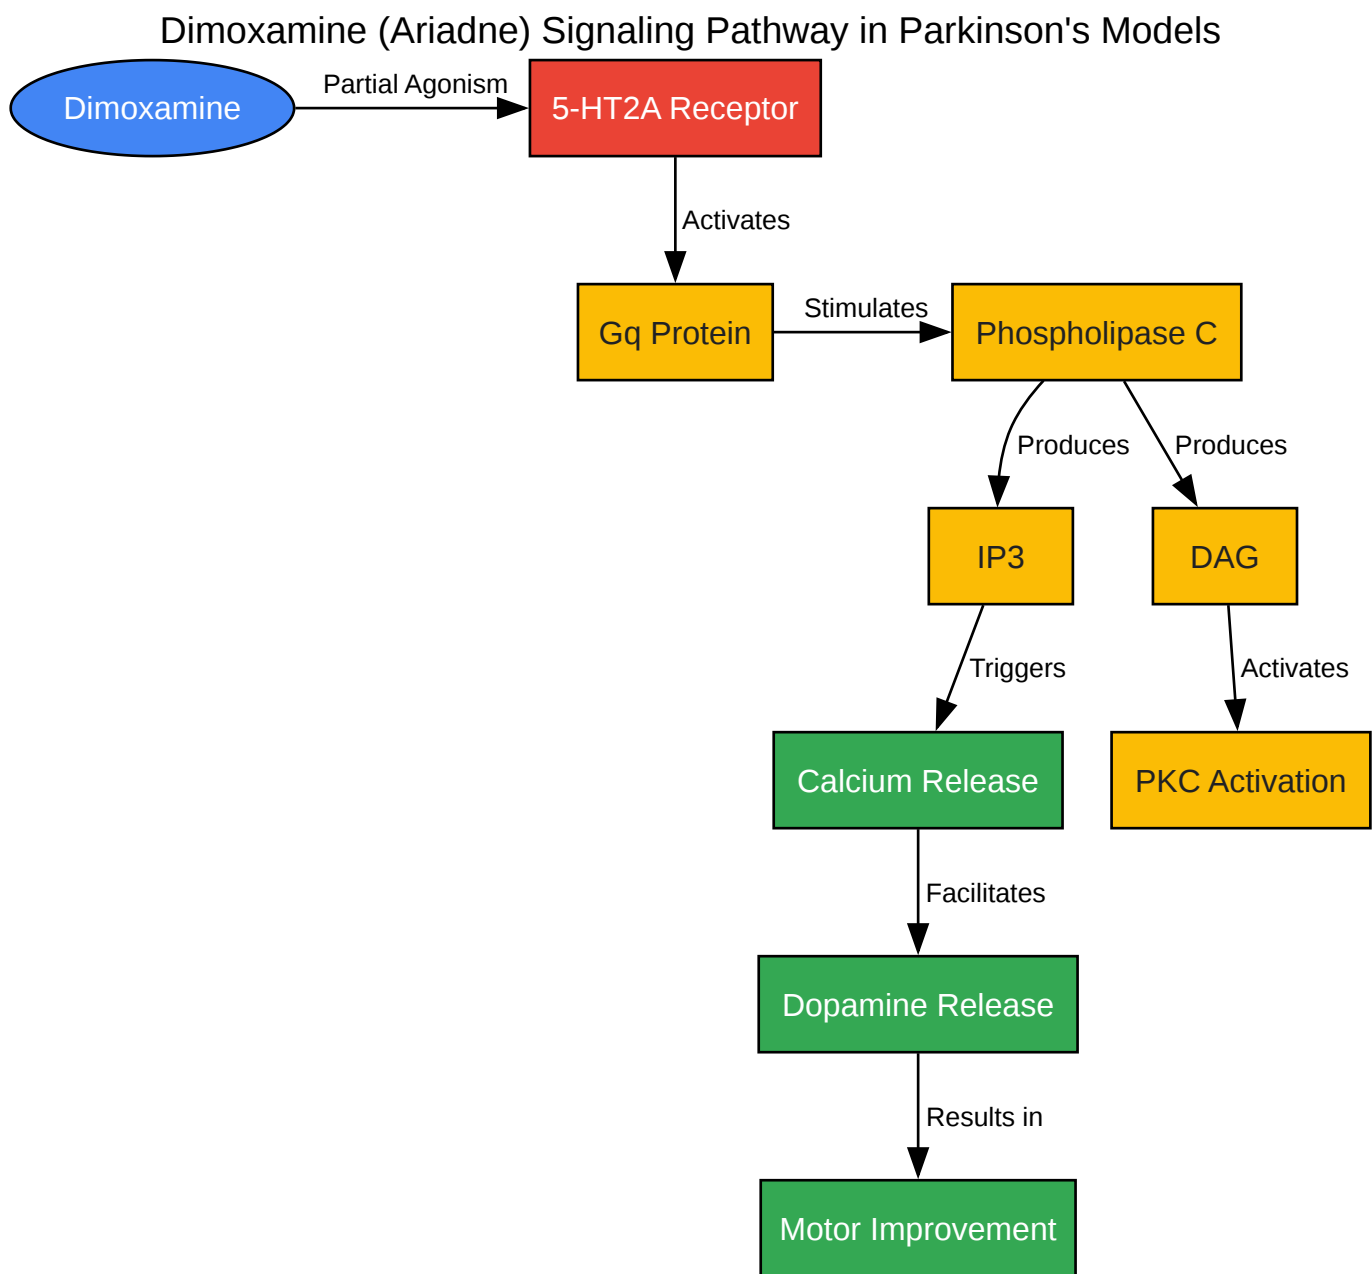 Dimoxamine (Ariadne) Signaling Pathway in Parkinson's Models
Dimoxamine
Partial Agonism
5-HT2A Receptor
Activates
Gq Protein
Stimulates
Phospholipase C
Produces
Produces
IP3
DAG
Triggers
Activates
Calcium Release
PKC Activation
Facilitates
Dopamine Release
Results in
Motor Improvement